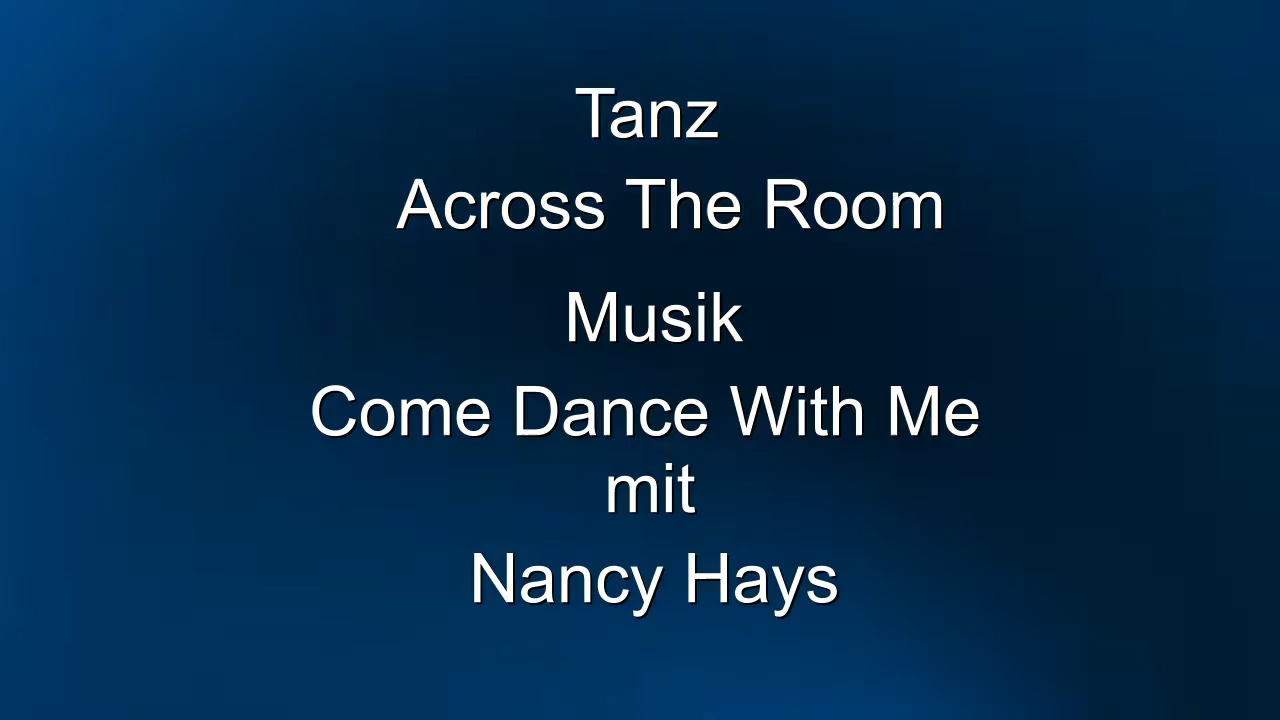 Tanz
Across The Room
Musik
Come Dance With Me
mit
Nancy Hays